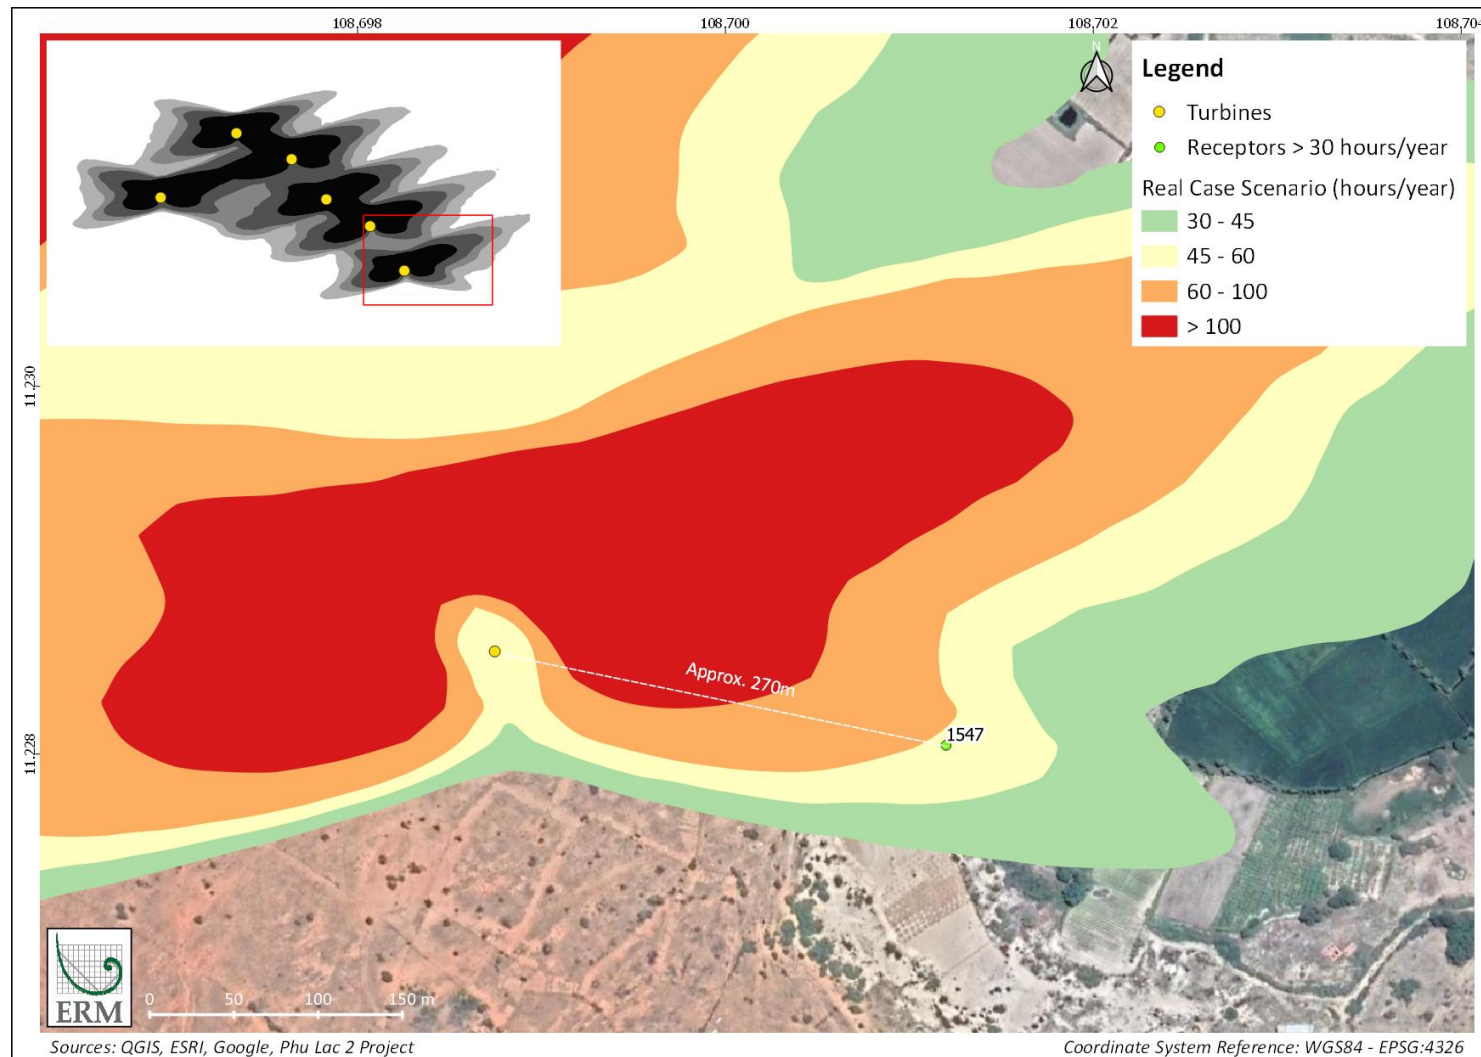 108,698 108,700 108,702 108,704
N
Legend
Turbines
Receptors > 30 hours/year
Real Case Scenario (hours/year)
30 - 45
45 - 60
60 - 100
> 100
11,230
Approx. 270m
1547
11,228
ERM
0 50 100 150 m
Sources: QGIS, ESRI, Google, Phu Lac 2 Project
Coordinate System Reference: WGS84 - EPSG:4326